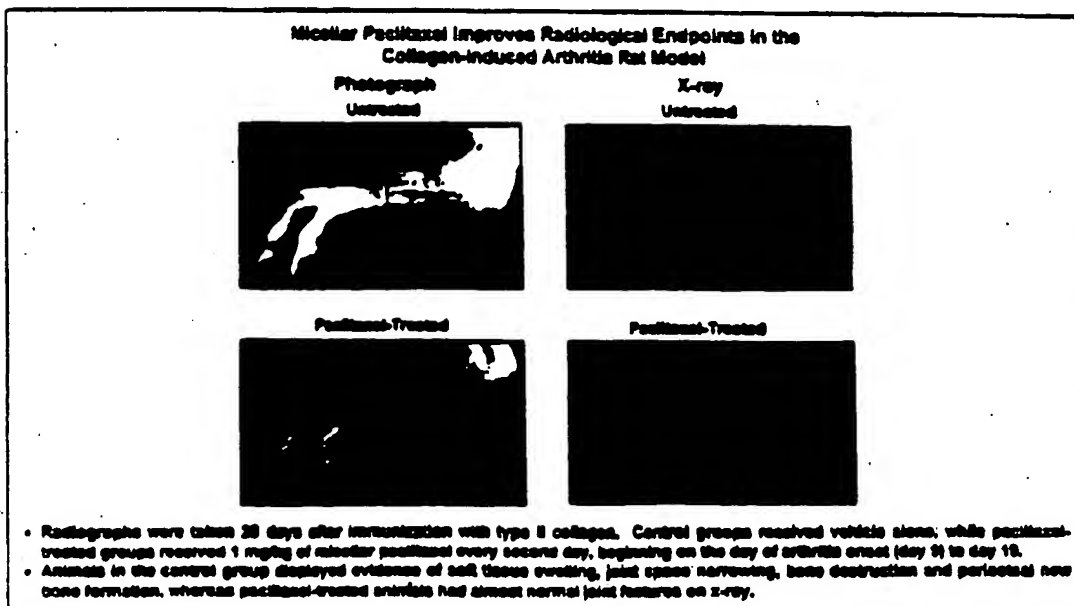 Micellar Paclitaxel Improves Radiological Endpoints in the
Collagen-Induced Arthritis Rat Model
Photograph X-ray
Untreated Untreated
Paclitaxel-Treated Paclitaxel-Treated
• Radiographs were taken days after immunization with type II collagen. Control groups received vehicle alone; while paclitaxel-
treated groups received 1 mg/kg of micellar paclitaxel every second day, beginning on the day of arthritis onset (day 9) to day
• Animals in the control group displayed evidence of soft tissue swelling, joint space narrowing, bone destruction and periosteal new
bone formation, whereas paclitaxel-treated animals had almost normal joint features on x-ray.